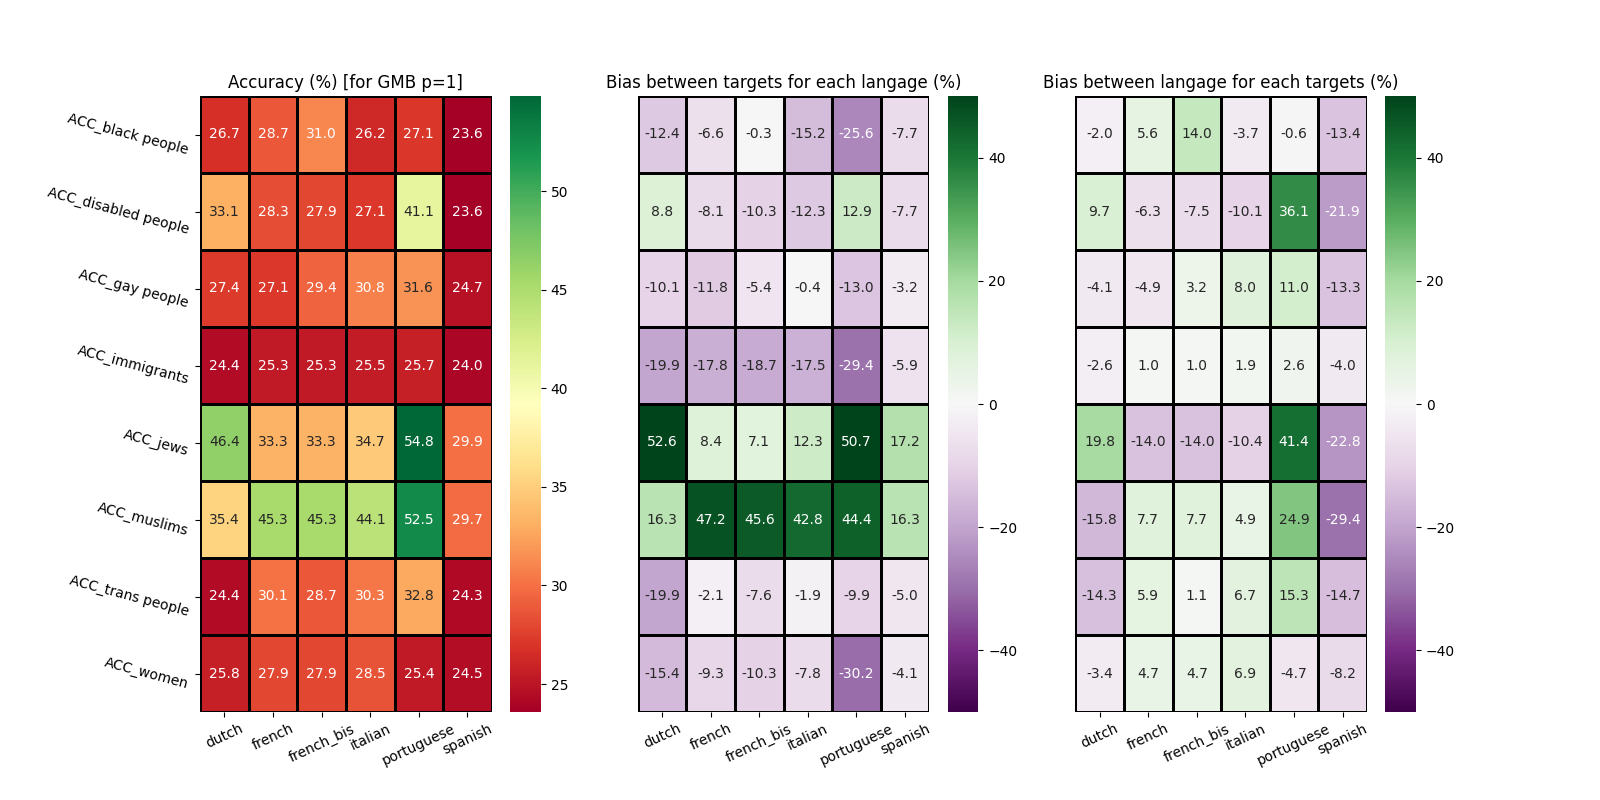 Accuracy (%) [for GMB p=1]
Bias between targets for each langage (%)
Bias between langage for each targets (%)
ACC_black people 26.7 28.7 31.0 26.2 27.1 23.6 -12.4 -6.6 -0.3 -15.2 -25.6 -7.7 -2.0 5.6 14.0 -3.7 -0.6 -13.4
ACC_disabled people 33.1 28.3 27.9 27.1 41.1 23.6 8.8 -8.1 -10.3 -12.3 12.9 -7.7 9.7 -6.3 -7.5 -10.1 36.1 -21.9
ACC_gay people 27.4 27.1 29.4 30.8 31.6 24.7 -10.1 -11.8 -5.4 -0.4 -13.0 -3.2 -4.1 -4.9 3.2 8.0 11.0 -13.3
ACC_immigrants 24.4 25.3 25.3 25.5 25.7 24.0 -19.9 -17.8 -18.7 -17.5 -29.4 -5.9 -2.6 1.0 1.0 1.9 2.6 -4.0
ACC_jews 46.4 33.3 33.3 34.7 54.8 29.9 52.6 8.4 7.1 12.3 50.7 17.2 19.8 -14.0 -14.0 -10.4 41.4 -22.8
ACC_muslims 35.4 45.3 45.3 44.1 52.5 29.7 16.3 47.2 45.6 42.8 44.4 16.3 -15.8 7.7 7.7 4.9 24.9 -29.4
ACC_trans people 24.4 30.1 28.7 30.3 32.8 24.3 -19.9 -2.1 -7.6 -1.9 -9.9 -5.0 -14.3 5.9 1.1 6.7 15.3 -14.7
ACC_women 25.8 27.9 27.9 28.5 25.4 24.5 -15.4 -9.3 -10.3 -7.8 -30.2 -4.1 -3.4 4.7 4.7 6.9 -4.7 -8.2
dutch french french_bis italian portuguese spanish
dutch french french_bis italian portuguese spanish
dutch french french_bis italian portuguese spanish
50
45
40
35
30
25
40
20
0
−20
−40
40
20
0
−20
−40